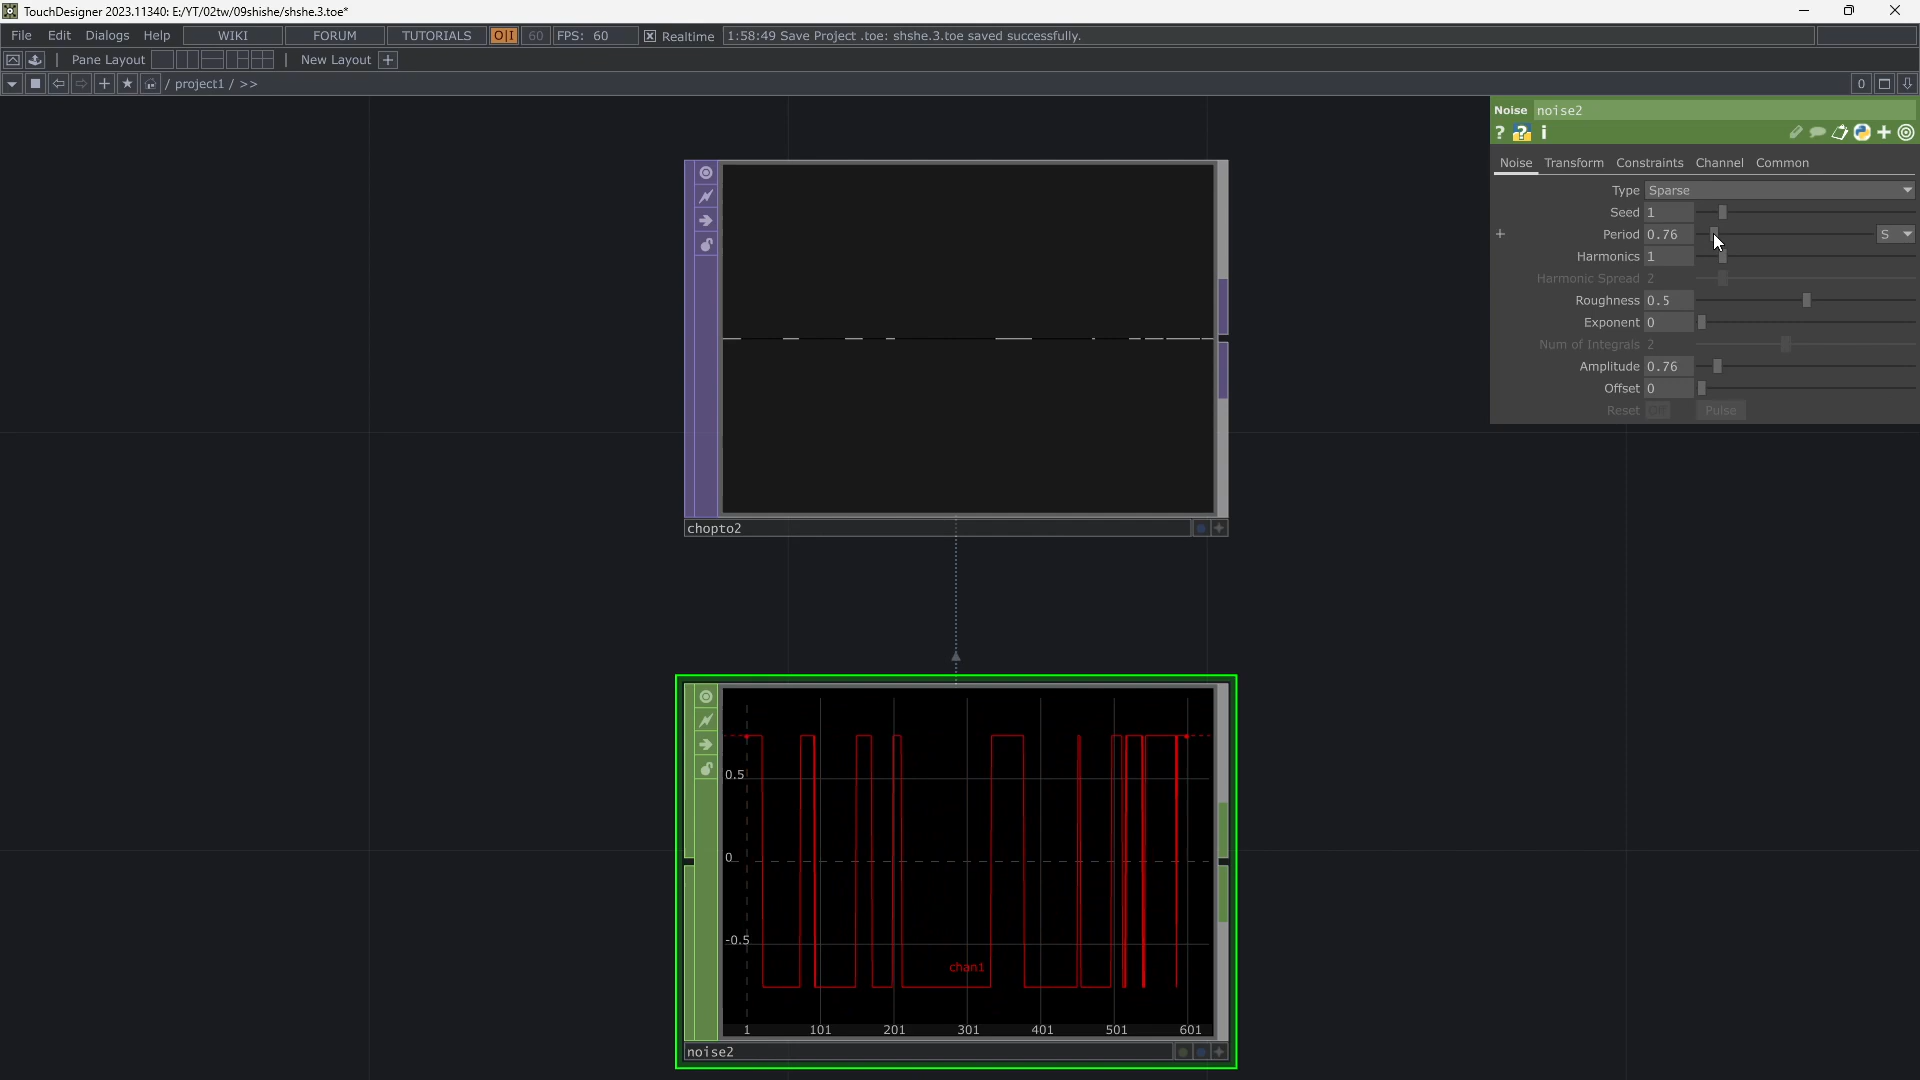 TouchDesigner 2023.11340: E:/YT/02tw/09shishe/shshe.3.toe*
File Edit Dialogs Help WIKI FORUM TUTORIALS O|I 60 FPS: 60 Realtime 1:58:49 Save Project .toe: shshe.3.toe saved successfully.
Pane Layout New Layout +
/ project1 / >> 0
Noise noise2
? ? i
Noise Transform Constraints Channel Common
Type Sparse
Seed 1
+ Period 0.76 S
Harmonics 1
Harmonic Spread 2
Roughness 0.5
Exponent 0
Num of Integrals 2
Amplitude 0.76
Offset 0
Reset Off Pulse
chopto2
0.5
0
-0.5
chan1
1 101 201 301 401 501 601
noise2